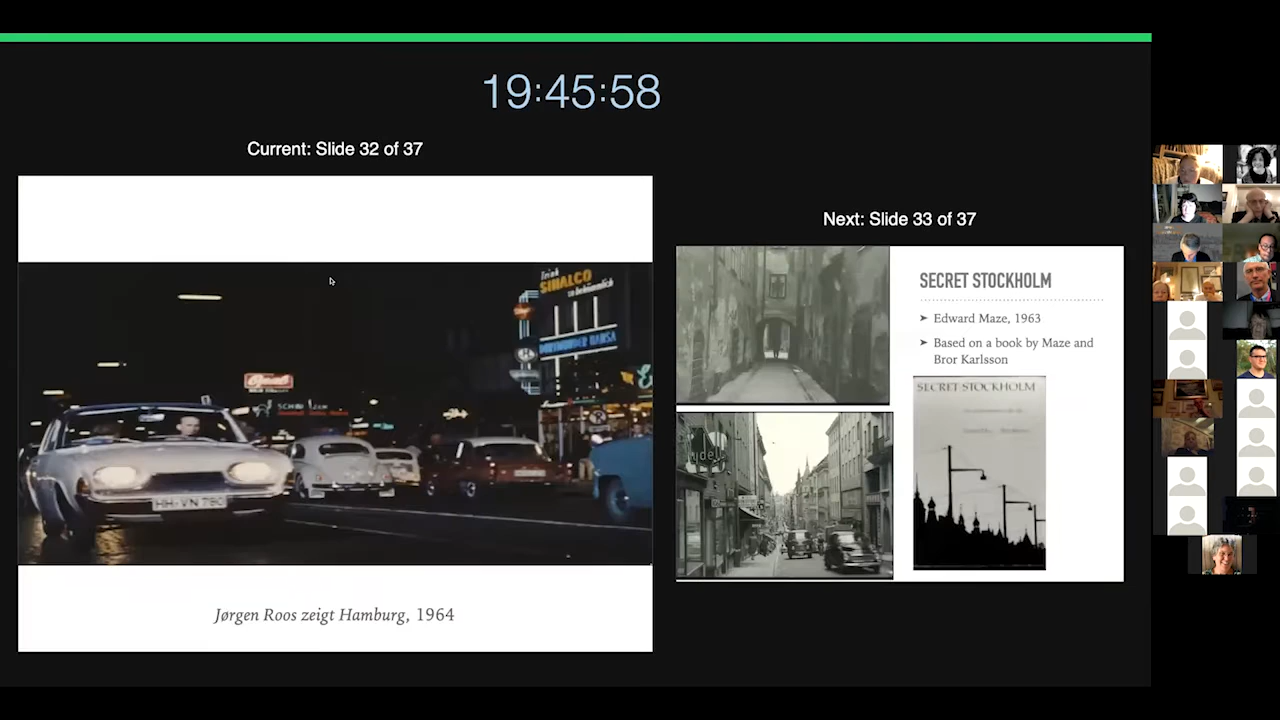 19:45:58
Current: Slide 32 of 37
Next: Slide 33 of 37
Trink
SINALCO
DORTMUNDER HANSA
HH·VN 780
Jørgen Roos zeigt Hamburg, 1964
SECRET STOCKHOLM
➤ Edward Maze, 1963
➤ Based on a book by Maze and
Bror Karlsson
SECRET STOCKHOLM